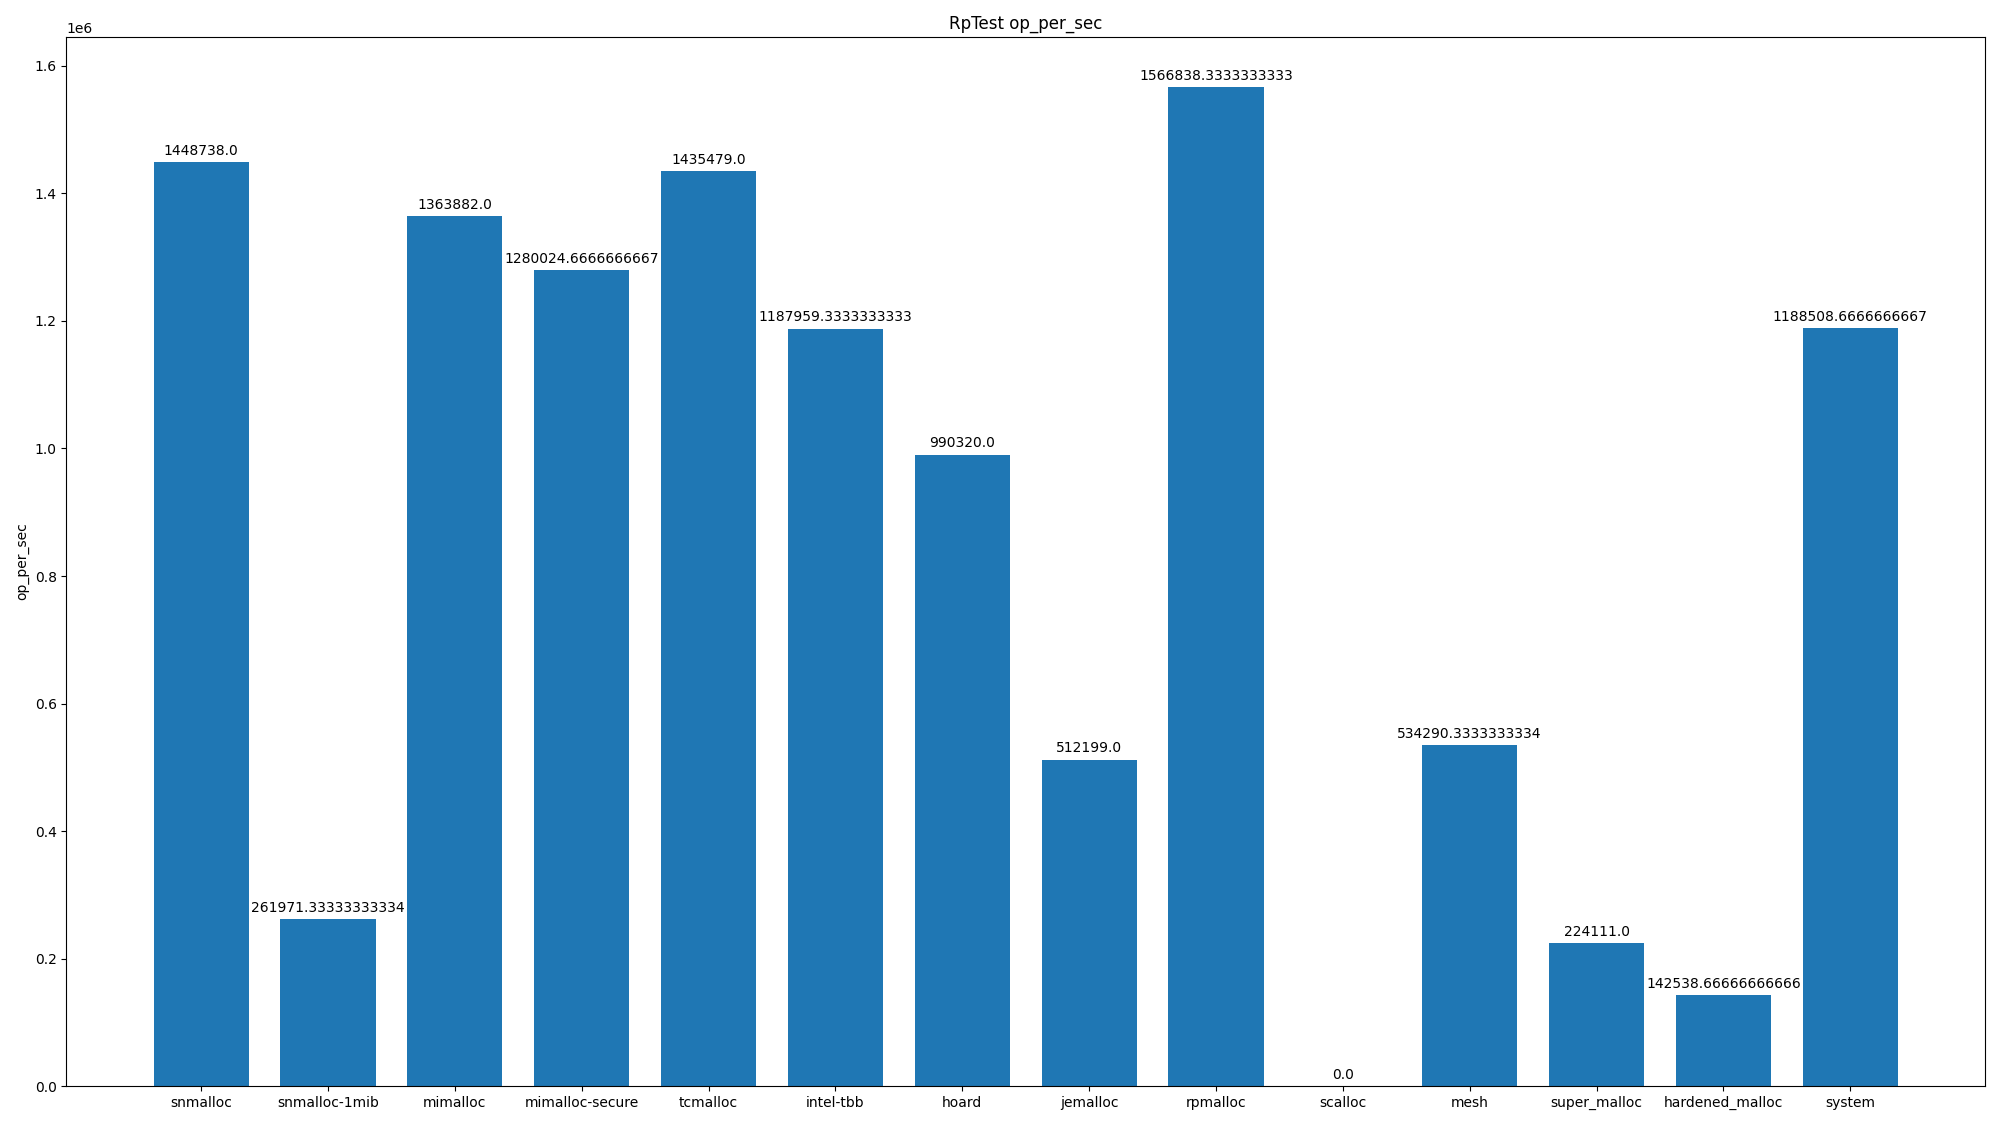 RpTest op_per_sec
1e6
1.6
1.4
1.2
1.0
0.8
0.6
0.4
0.2
0.0
op_per_sec
1448738.0
261971.33333333334
1363882.0
1280024.6666666667
1435479.0
1187959.3333333333
990320.0
512199.0
1566838.3333333333
0.0
534290.3333333334
224111.0
142538.66666666666
1188508.6666666667
snmalloc
snmalloc-1mib
mimalloc
mimalloc-secure
tcmalloc
intel-tbb
hoard
jemalloc
rpmalloc
scalloc
mesh
super_malloc
hardened_malloc
system